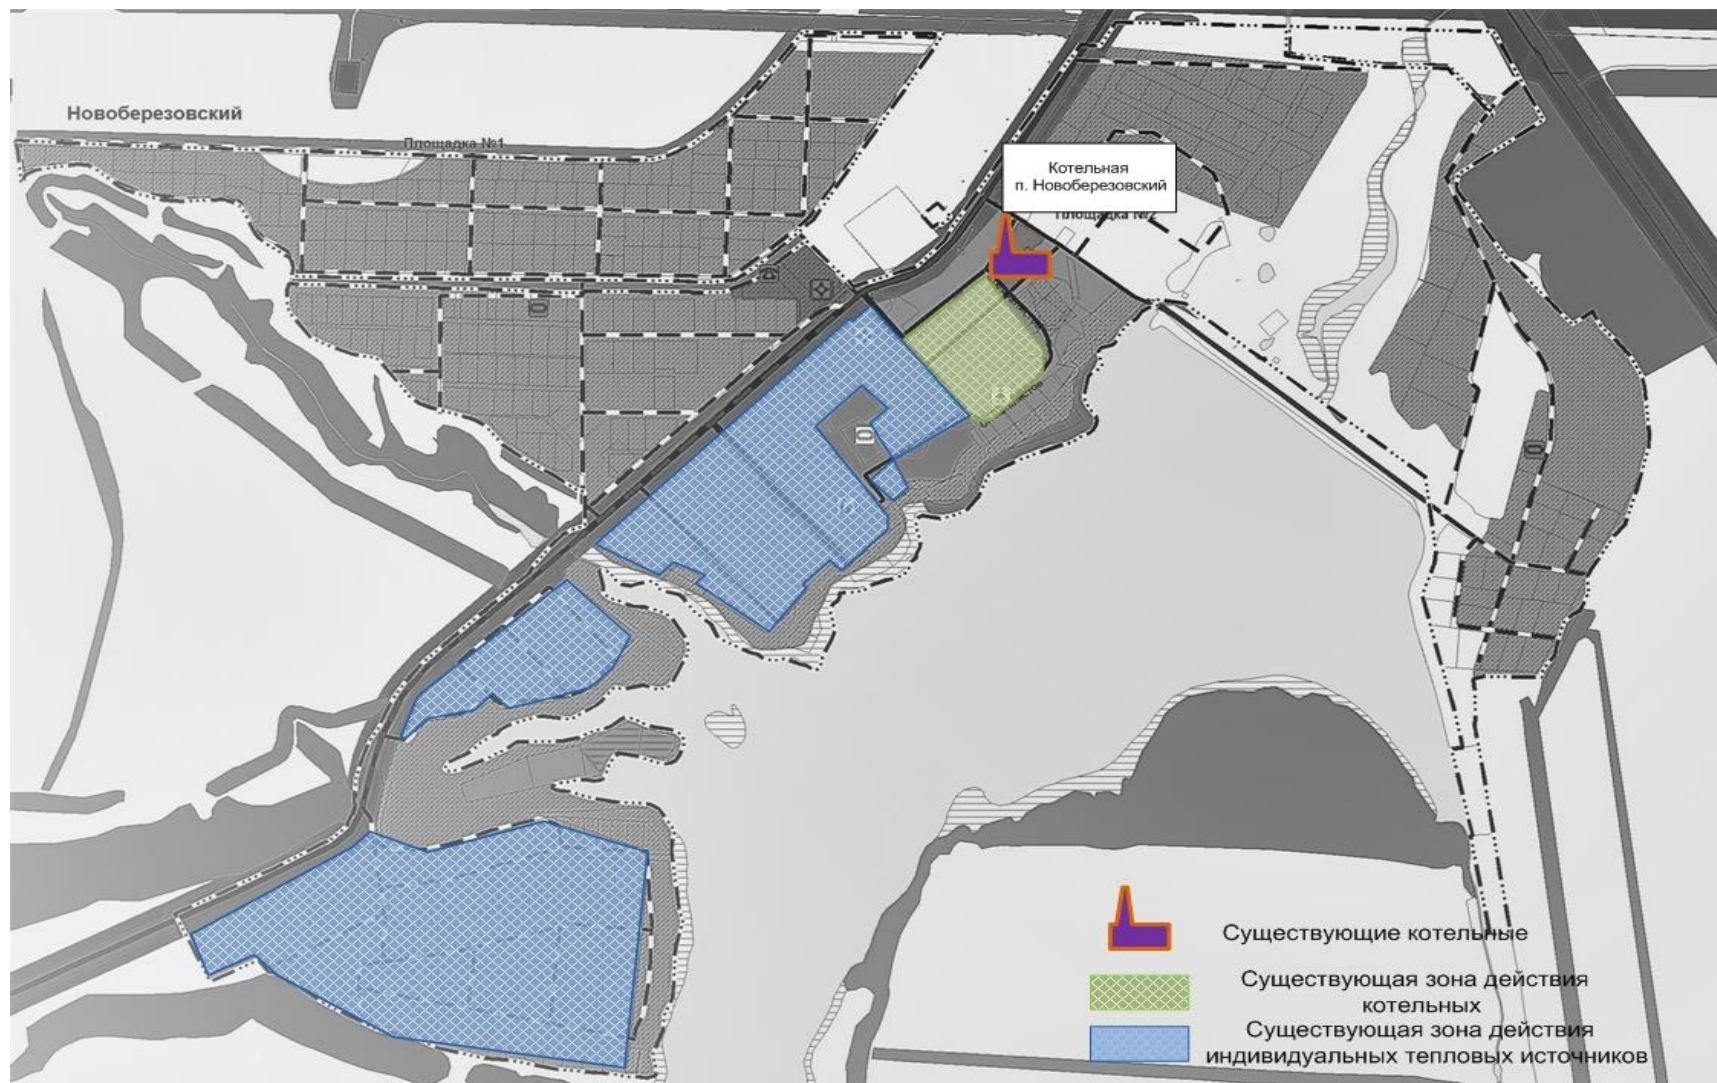 Новоберезовский
Площадка №1
Котельная
п. Новоберезовский
Площадка №2
Существующие котельные
Существующая зона действия
котельных
Существующая зона действия
индивидуальных тепловых источников